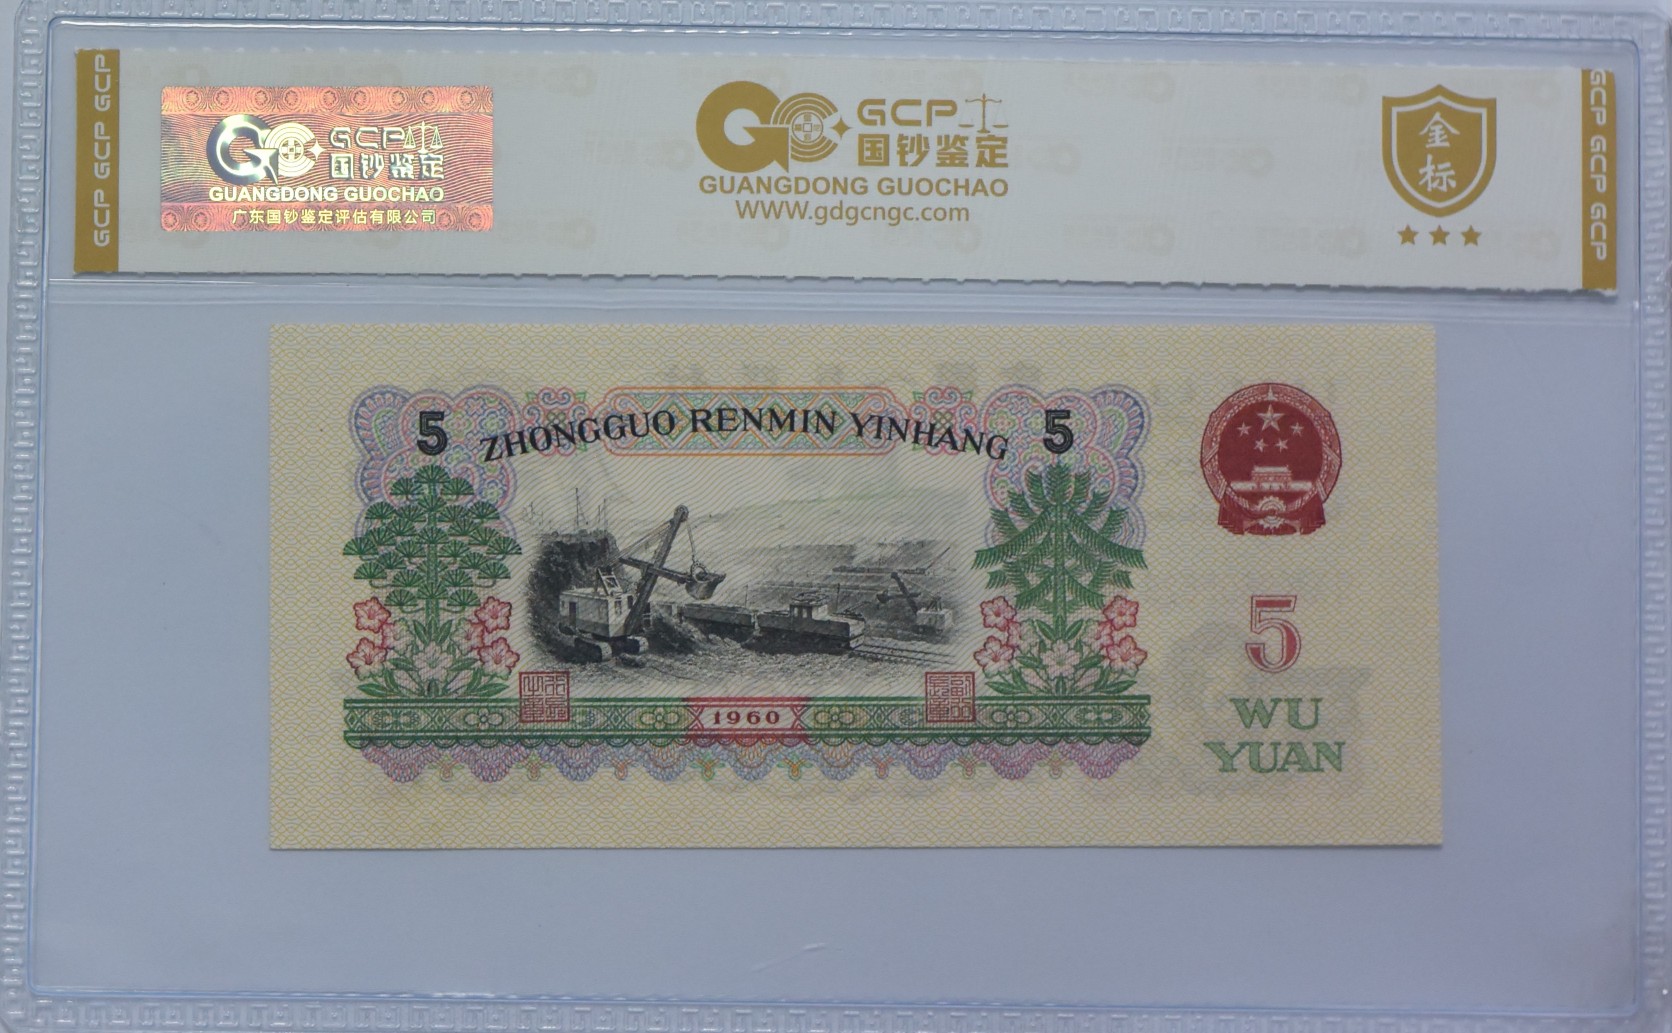 GCP GCP GCP
GCP
国钞鉴定
GUANGDONG GUOCHAO
广东国钞鉴定评估有限公司
GCP
国钞鉴定
GUANGDONG GUOCHAO
WWW.gdgcngc.com
金
标
GCP GCP GCP
5
ZHONGGUO RENMIN YINHANG
5
1960
5
WU
YUAN